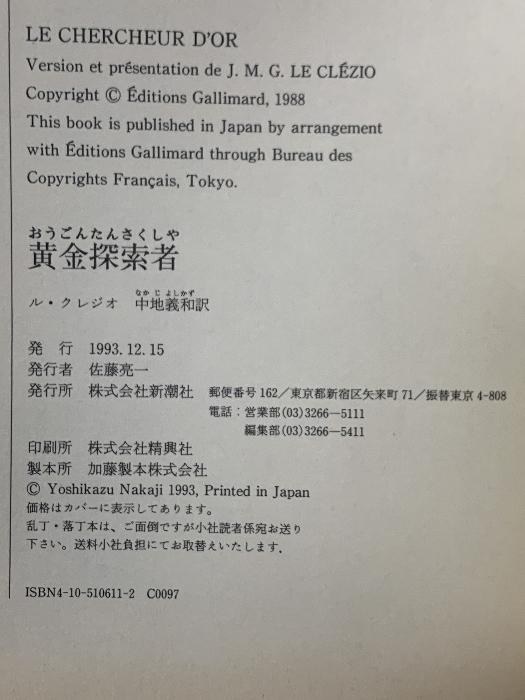 LE CHERCHEUR D'OR
Version et présentation de J. M. G. LE CLÉZIO
Copyright © Éditions Gallimard, 1988
This book is published in Japan by arrangement
with Éditions Gallimard through Bureau des
Copyrights Français, Tokyo.
おうごんたんさくしや
黄金探索者
なかじよしかず
ル・クレジオ 中地義和訳
発行 1993.12.15
発行者 佐藤亮一
発行所 株式会社新潮社 郵便番号162／東京都新宿区矢来町71／振替東京4-808
電話：営業部(03)3266—5111
編集部(03)3266—5411
印刷所 株式会社精興社
製本所 加藤製本株式会社
© Yoshikazu Nakaji 1993, Printed in Japan
価格はカバーに表示してあります。
乱丁・落丁本は、ご面倒ですが小社読者係宛お送り
下さい。送料小社負担にてお取替えいたします。
ISBN4-10-510611-2 C0097